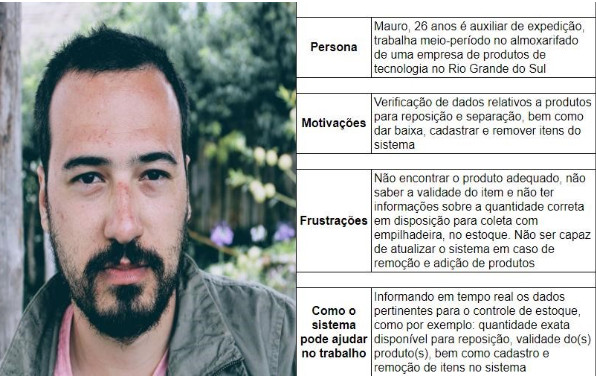 Persona
Mauro, 26 anos é auxiliar de expedição,
trabalha meio-período no almoxarifado
de uma empresa de produtos de
tecnologia no Rio Grande do Sul
Motivações
Verificação de dados relativos a produtos
para reposição e separação, bem como
dar baixa, cadastrar e remover itens do
sistema
Frustrações
Não encontrar o produto adequado, não
saber a validade do item e não ter
informações sobre a quantidade correta
em disposição para coleta com
empilhadeira, no estoque. Não ser capaz
de atualizar o sistema em caso de
remoção e adição de produtos
Como o
sistema
pode ajudar
no trabalho
Informando em tempo real os dados
pertinentes para o controle de estoque,
como por exemplo: quantidade exata
disponível para reposição, validade do(s)
produto(s), bem como cadastro e
remoção de itens no sistema